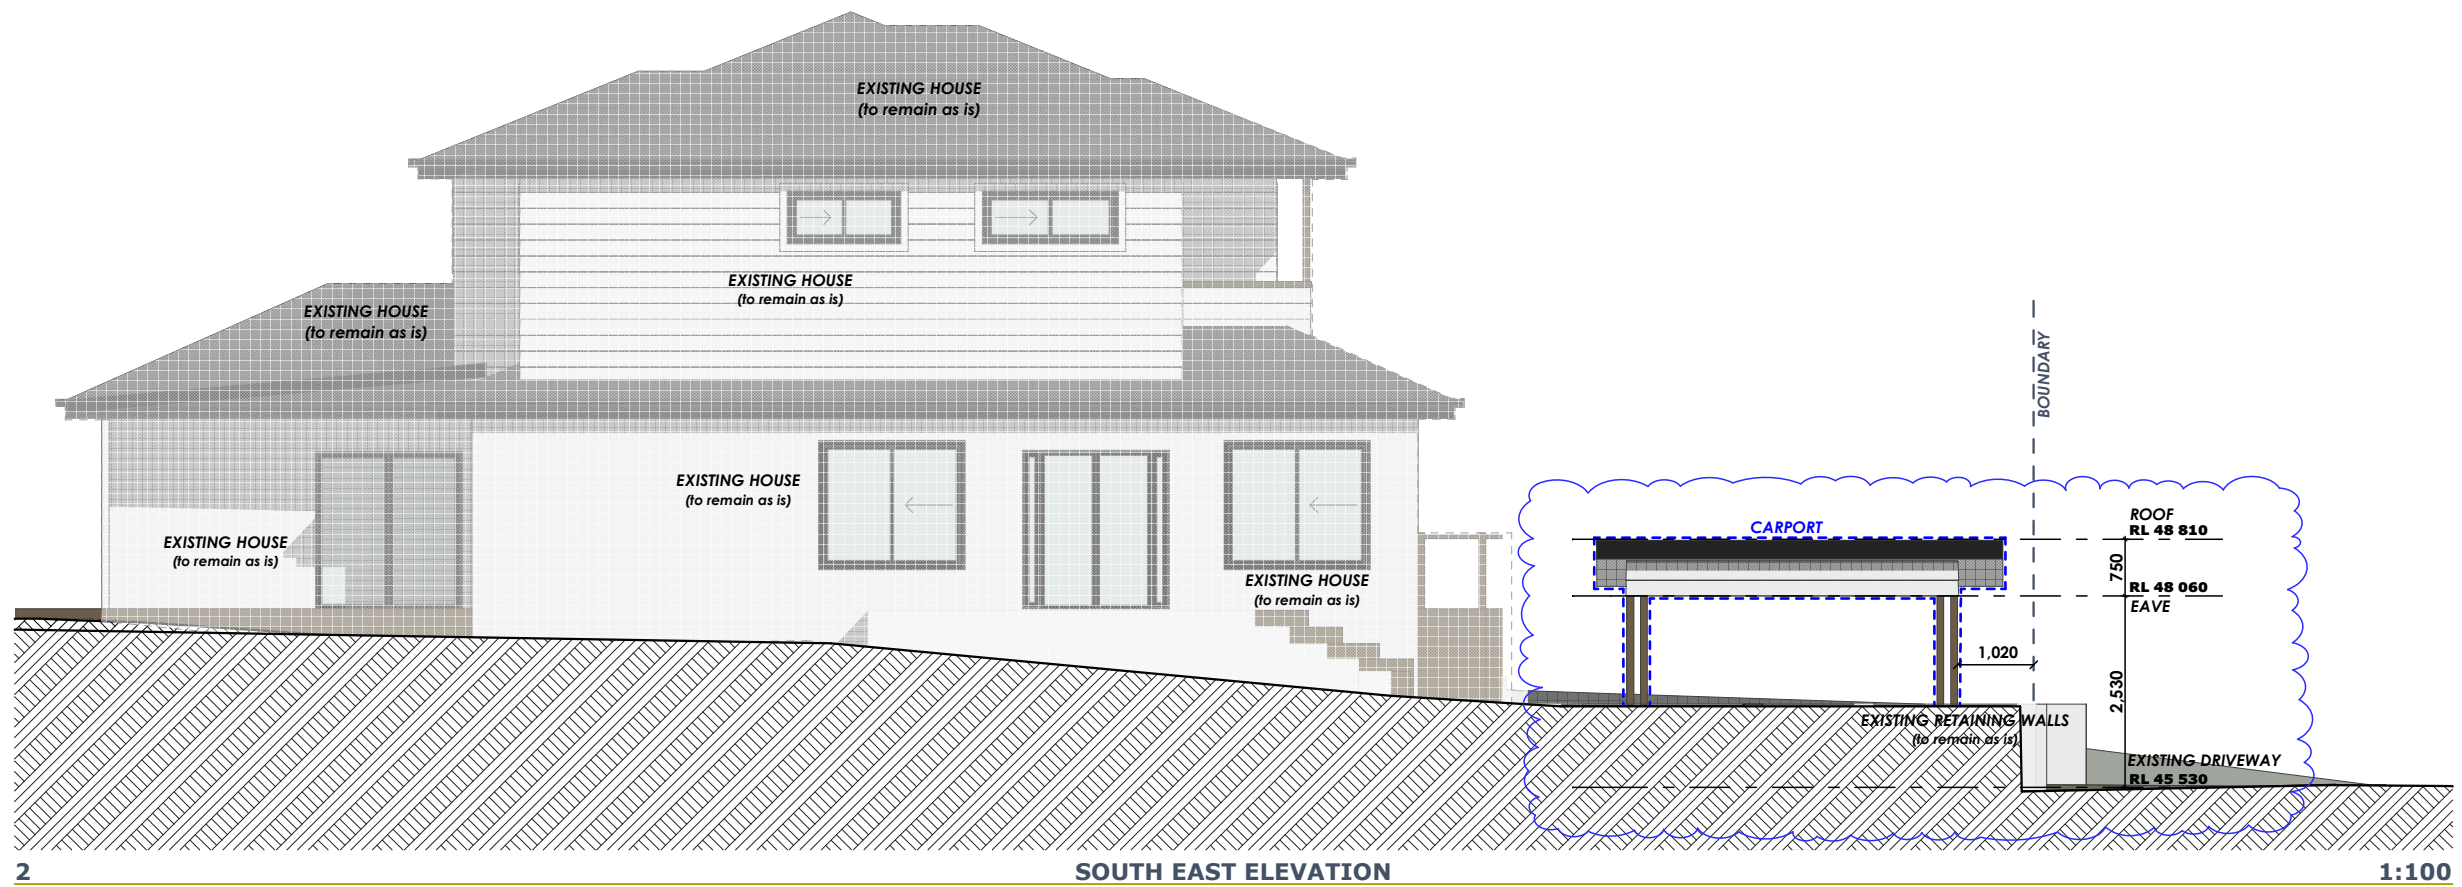 EXISTING HOUSE
(to remain as is)
EXISTING HOUSE
(to remain as is)
EXISTING HOUSE
(to remain as is)
EXISTING HOUSE
(to remain as is)
EXISTING HOUSE
(to remain as is)
EXISTING HOUSE
(to remain as is)
BOUNDARY
CARPORT
ROOF
RL 48 810
750
RL 48 060
EAVE
1,020
2,530
EXISTING RETAINING WALLS
(to remain as is)
EXISTING DRIVEWAY
RL 45 530
2
SOUTH EAST ELEVATION
1:100